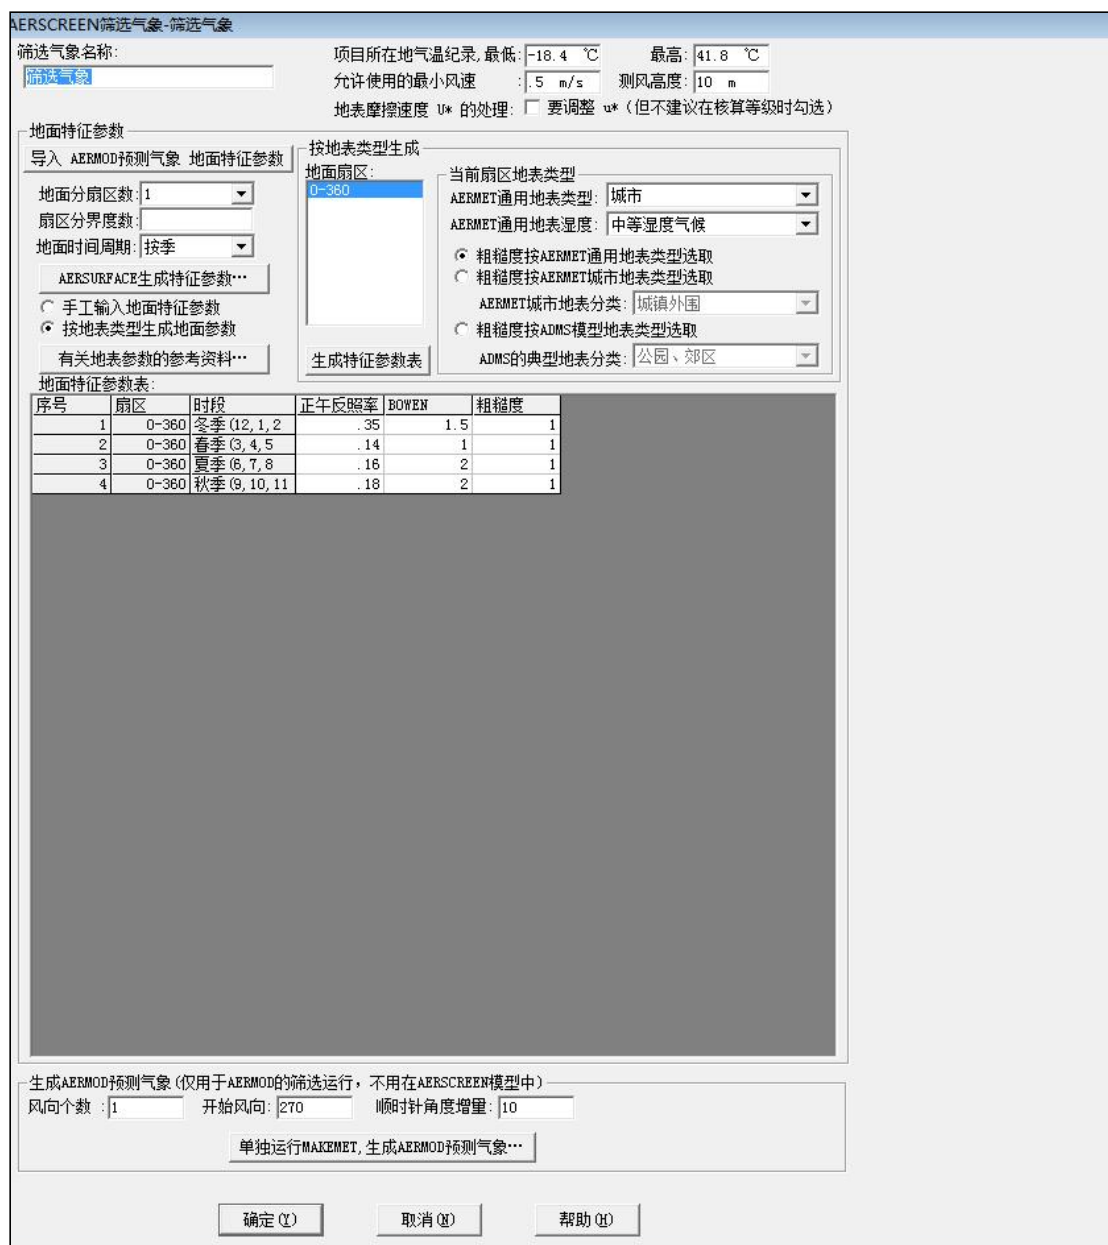 AERSCREEN筛选气象-筛选气象
筛选气象名称:
筛选气象
项目所在地气温纪录,最低: -18.4 ℃ 最高: 41.8 ℃
允许使用的最小风速 : .5 m/s 测风高度: 10 m
地表摩擦速度 U* 的处理: 要调整 u*(但不建议在核算等级时勾选)
地面特征参数
导入 AERMOD预测气象 地面特征参数
地面分扇区数: 1
扇区分界度数:
地面时间周期: 按季
AERSURFACE生成特征参数…
手工输入地面特征参数
按地表类型生成地面参数
有关地表参数的参考资料…
按地表类型生成
地面扇区:
0-360
生成特征参数表
当前扇区地表类型
AERMET通用地表类型: 城市
AERMET通用地表湿度: 中等湿度气候
粗糙度按AERMET通用地表类型选取
粗糙度按AERMET城市地表类型选取
AERMET城市地表分类: 城镇外围
粗糙度按ADMS模型地表类型选取
ADMS的典型地表分类: 公园、郊区
地面特征参数表:
序号 扇区 时段 正午反照率 BOWEN 粗糙度
1 0-360 冬季(12,1,2 .35 1.5 1
2 0-360 春季(3,4,5 .14 1 1
3 0-360 夏季(6,7,8 .16 2 1
4 0-360 秋季(9,10,11 .18 2 1
生成AERMOD预测气象(仅用于AERMOD的筛选运行，不用在AERSCREEN模型中)
风向个数 : 1 开始风向: 270 顺时针角度增量: 10
单独运行MAKEMET,生成AERMOD预测气象…
确定(Y) 取消(N) 帮助(H)